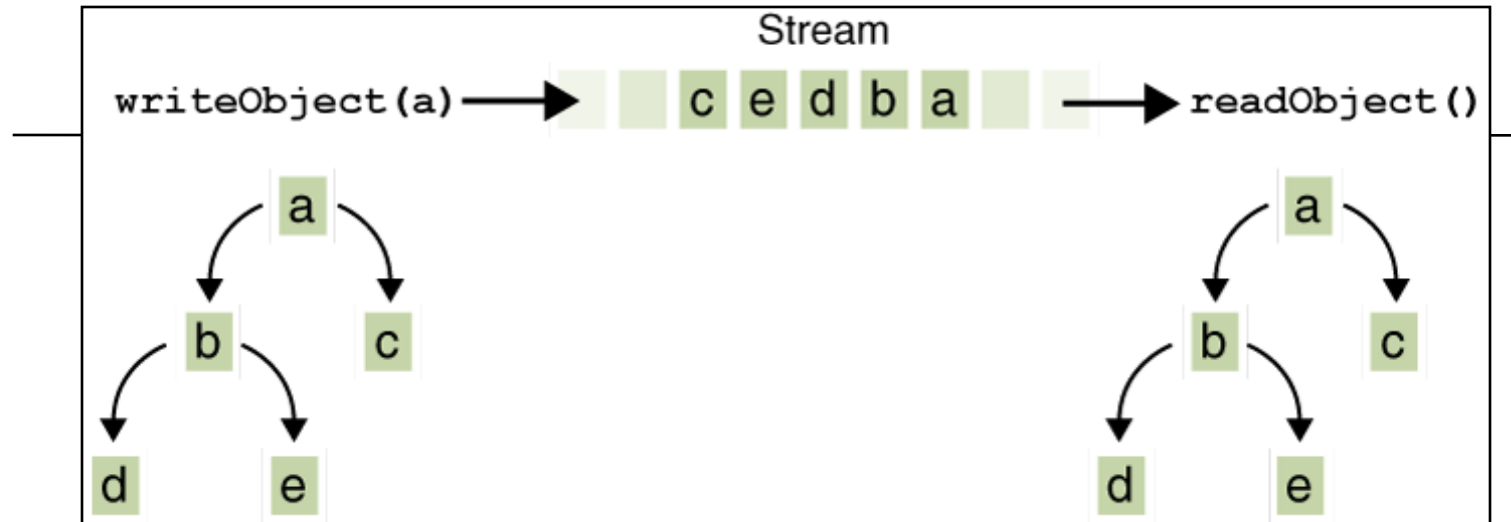 Stream
writeObject(a) c e d b a readObject()
a a
b c b c
d e d e